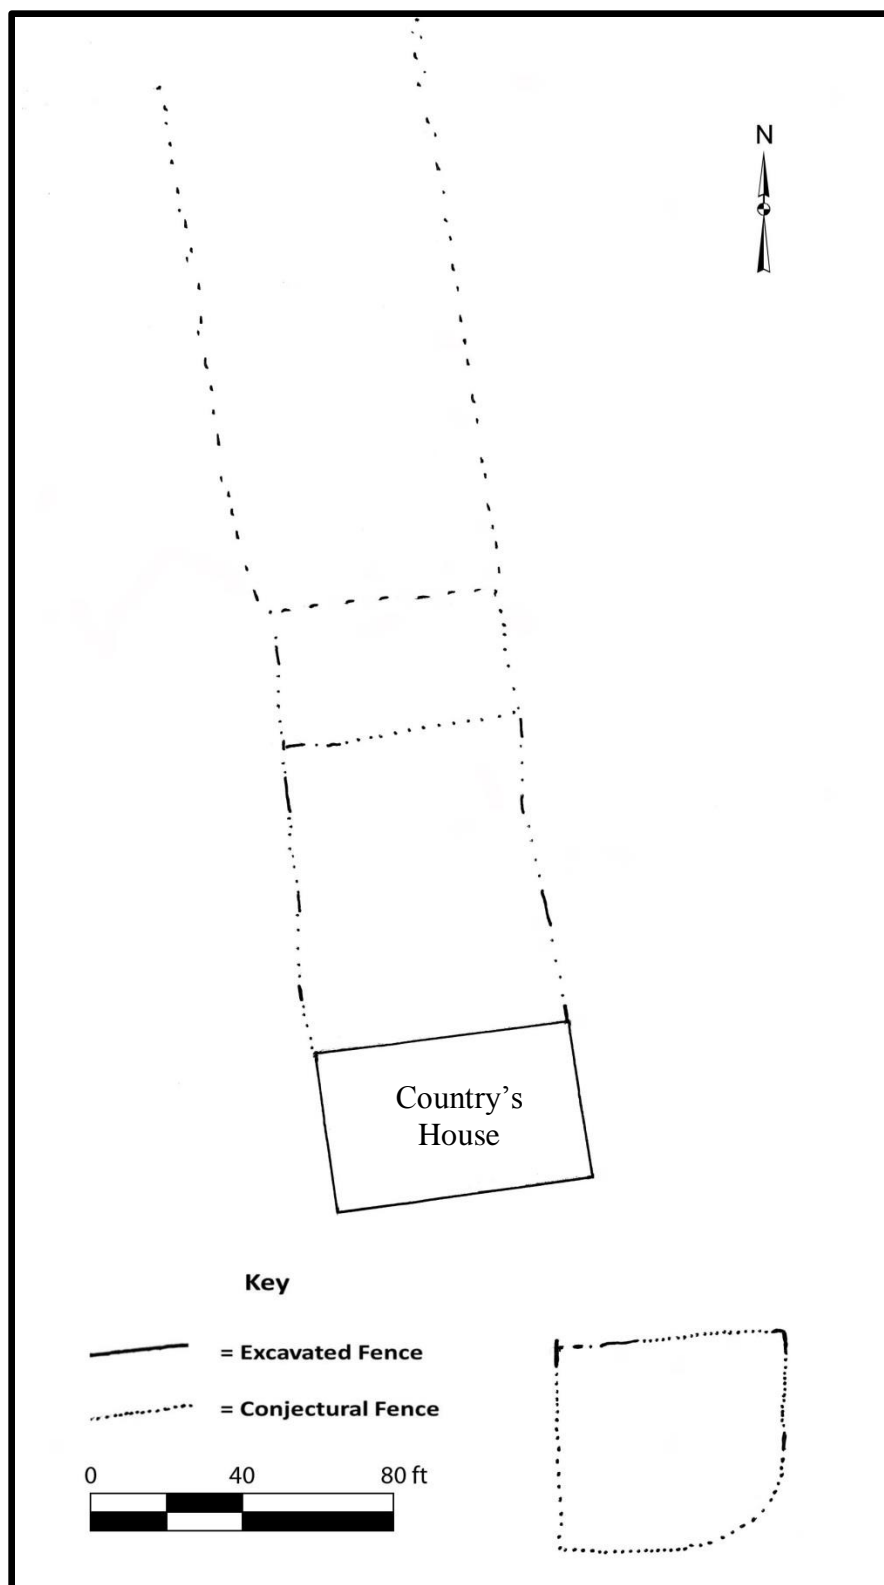 N
Country’s
House
Key
= Excavated Fence
= Conjectural Fence
0 40 80 ft